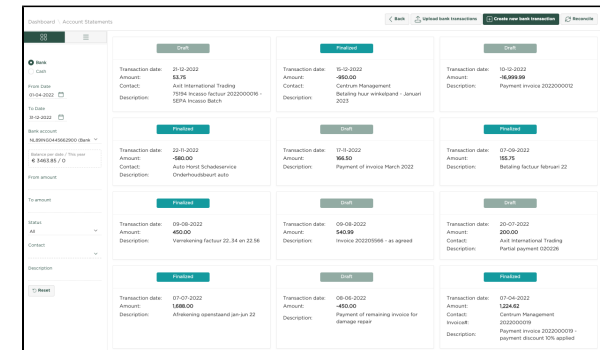 Dashboard | Account Statements
Back
Upload bank transactions
Create new bank transaction
Reconcile
Bank
Cash
From Date
01-04-2022
To Date
31-12-2022
Bank account
Balance per date / This year
€ 3463.85 / 0
From amount
To amount
Status
All
Contact
Description
Reset
Draft
Transaction date: 21-12-2022
Amount: 53.75
Contact: Axit International Trading
Description: 75194 Incasso factuur 2022000016 -
SEPA Incasso Batch
Finalized
Transaction date: 15-12-2022
Amount: -950.00
Contact: Centrum Management
Description: Betaling huur winkelpand - Januari
2023
Draft
Transaction date: 10-12-2022
Amount: -16,999.99
Description: Payment invoice 2022000012
Finalized
Transaction date: 22-11-2022
Amount: -580.00
Contact: Auto Horst Schadeservice
Description: Onderhoudsbeurt auto
Draft
Transaction date: 17-11-2022
Amount: 166.50
Description: Payment of invoice March 2022
Finalized
Transaction date: 07-09-2022
Amount: 155.75
Description: Betaling factuur februari 22
Finalized
Transaction date: 09-08-2022
Amount: 450.00
Description: Verrekening factuur 22.34 en 22.56
Draft
Transaction date: 09-08-2022
Amount: 540.99
Description: Invoice 202205566 - as agreed
Draft
Transaction date: 20-07-2022
Amount: 200.00
Contact: Axit International Trading
Description: Partial payment 020226
Finalized
Transaction date: 07-07-2022
Amount: 1,688.00
Description: Afrekening openstaand jan-jun 22
Draft
Transaction date: 08-06-2022
Amount: -450.00
Description: Payment of remaining invoice for
damage repair
Finalized
Transaction date: 07-04-2022
Amount: 1,224.62
Contact: Centrum Management
Invoice#: 2022000019
Description: Payment invoice 2022000019 -
payment discount 10% applied